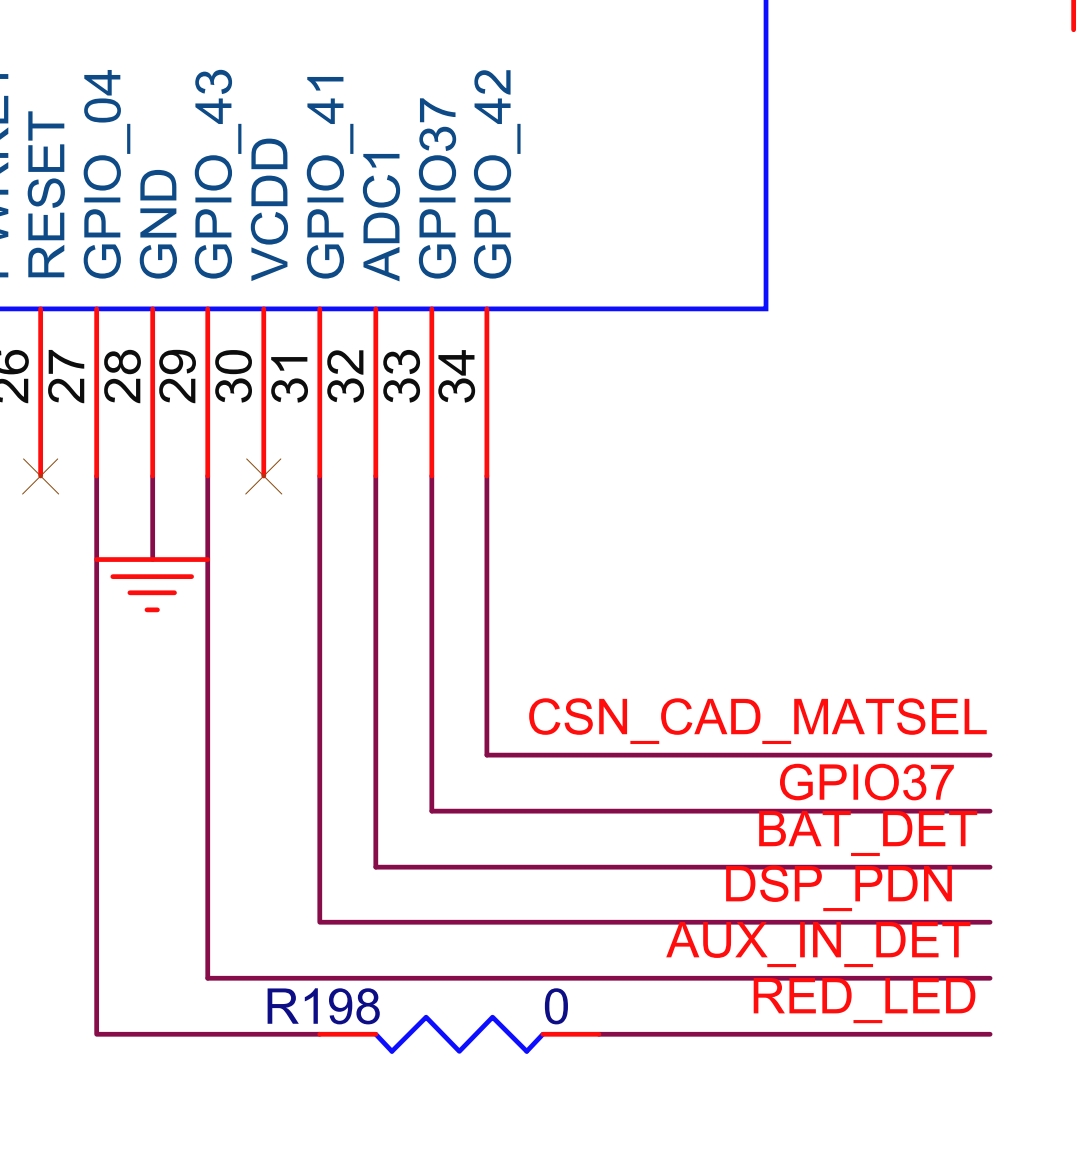 RESET
GPIO_04
GND
GPIO_43
VCDD
GPIO_41
ADC1
GPIO37
GPIO_42
26
27
28
29
30
31
32
33
34
CSN_CAD_MATSEL
GPIO37
BAT_DET
DSP_PDN
AUX_IN_DET
RED_LED
R198
0